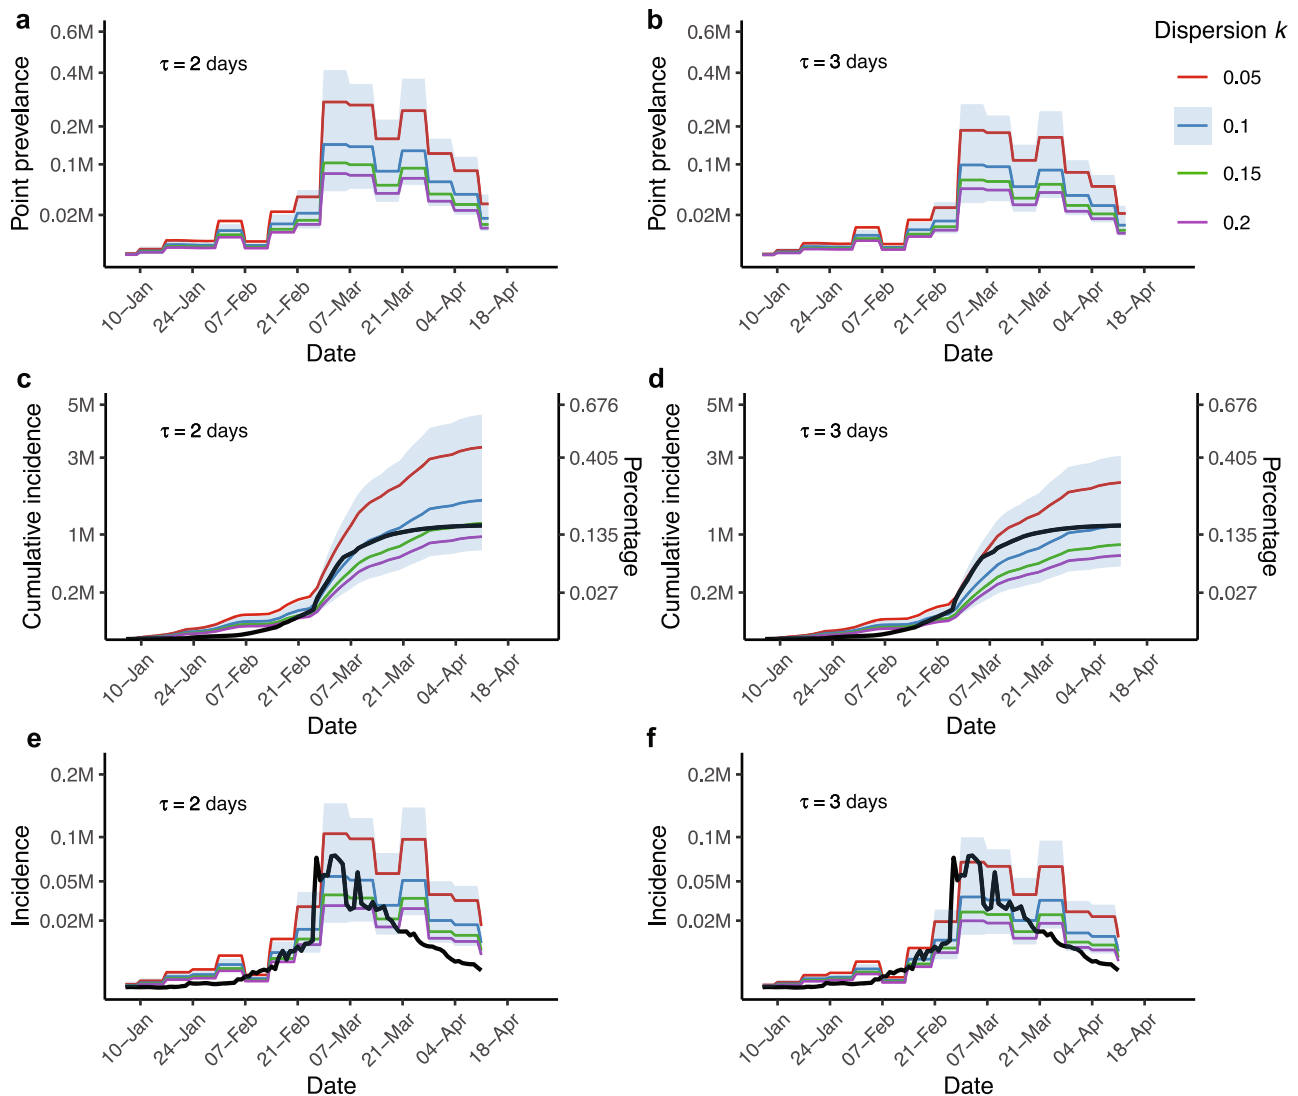 a
Point prevelance
0.6M
0.4M
0.2M
0.1M
0.02M
τ = 2 days
10–Jan
24–Jan
07–Feb
21–Feb
07–Mar
21–Mar
04–Apr
18–Apr
Date
b
Point prevelance
0.6M
0.4M
0.2M
0.1M
0.02M
τ = 3 days
10–Jan
24–Jan
07–Feb
21–Feb
07–Mar
21–Mar
04–Apr
18–Apr
Date
Dispersion k
0.05
0.1
0.15
0.2
c
Cumulative incidence
5M
3M
1M
0.2M
τ = 2 days
0.676
0.405
0.135
0.027
Percentage
10–Jan
24–Jan
07–Feb
21–Feb
07–Mar
21–Mar
04–Apr
18–Apr
Date
d
Cumulative incidence
5M
3M
1M
0.2M
τ = 3 days
0.676
0.405
0.135
0.027
Percentage
10–Jan
24–Jan
07–Feb
21–Feb
07–Mar
21–Mar
04–Apr
18–Apr
Date
e
Incidence
0.2M
0.1M
0.05M
0.02M
τ = 2 days
10–Jan
24–Jan
07–Feb
21–Feb
07–Mar
21–Mar
04–Apr
18–Apr
Date
f
Incidence
0.2M
0.1M
0.05M
0.02M
τ = 3 days
10–Jan
24–Jan
07–Feb
21–Feb
07–Mar
21–Mar
04–Apr
18–Apr
Date